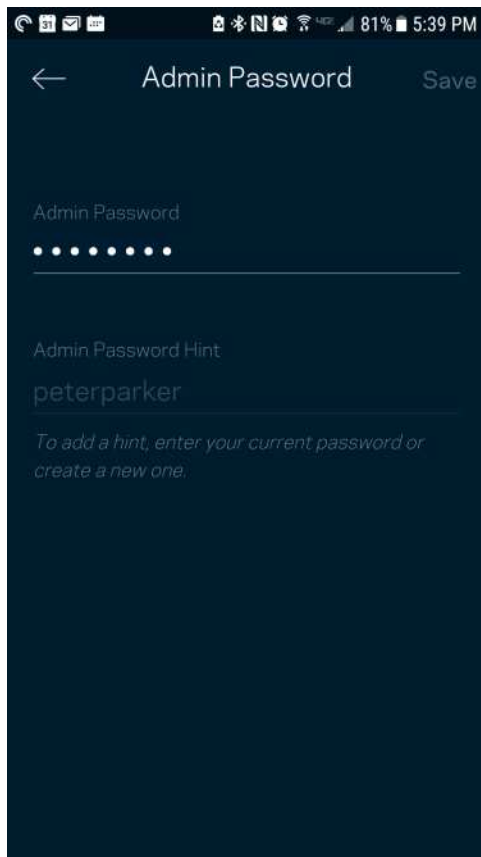 31 81% 5:39 PM
Admin Password Save
Admin Password
••••••••
Admin Password Hint
peterparker
To add a hint, enter your current password or
create a new one.